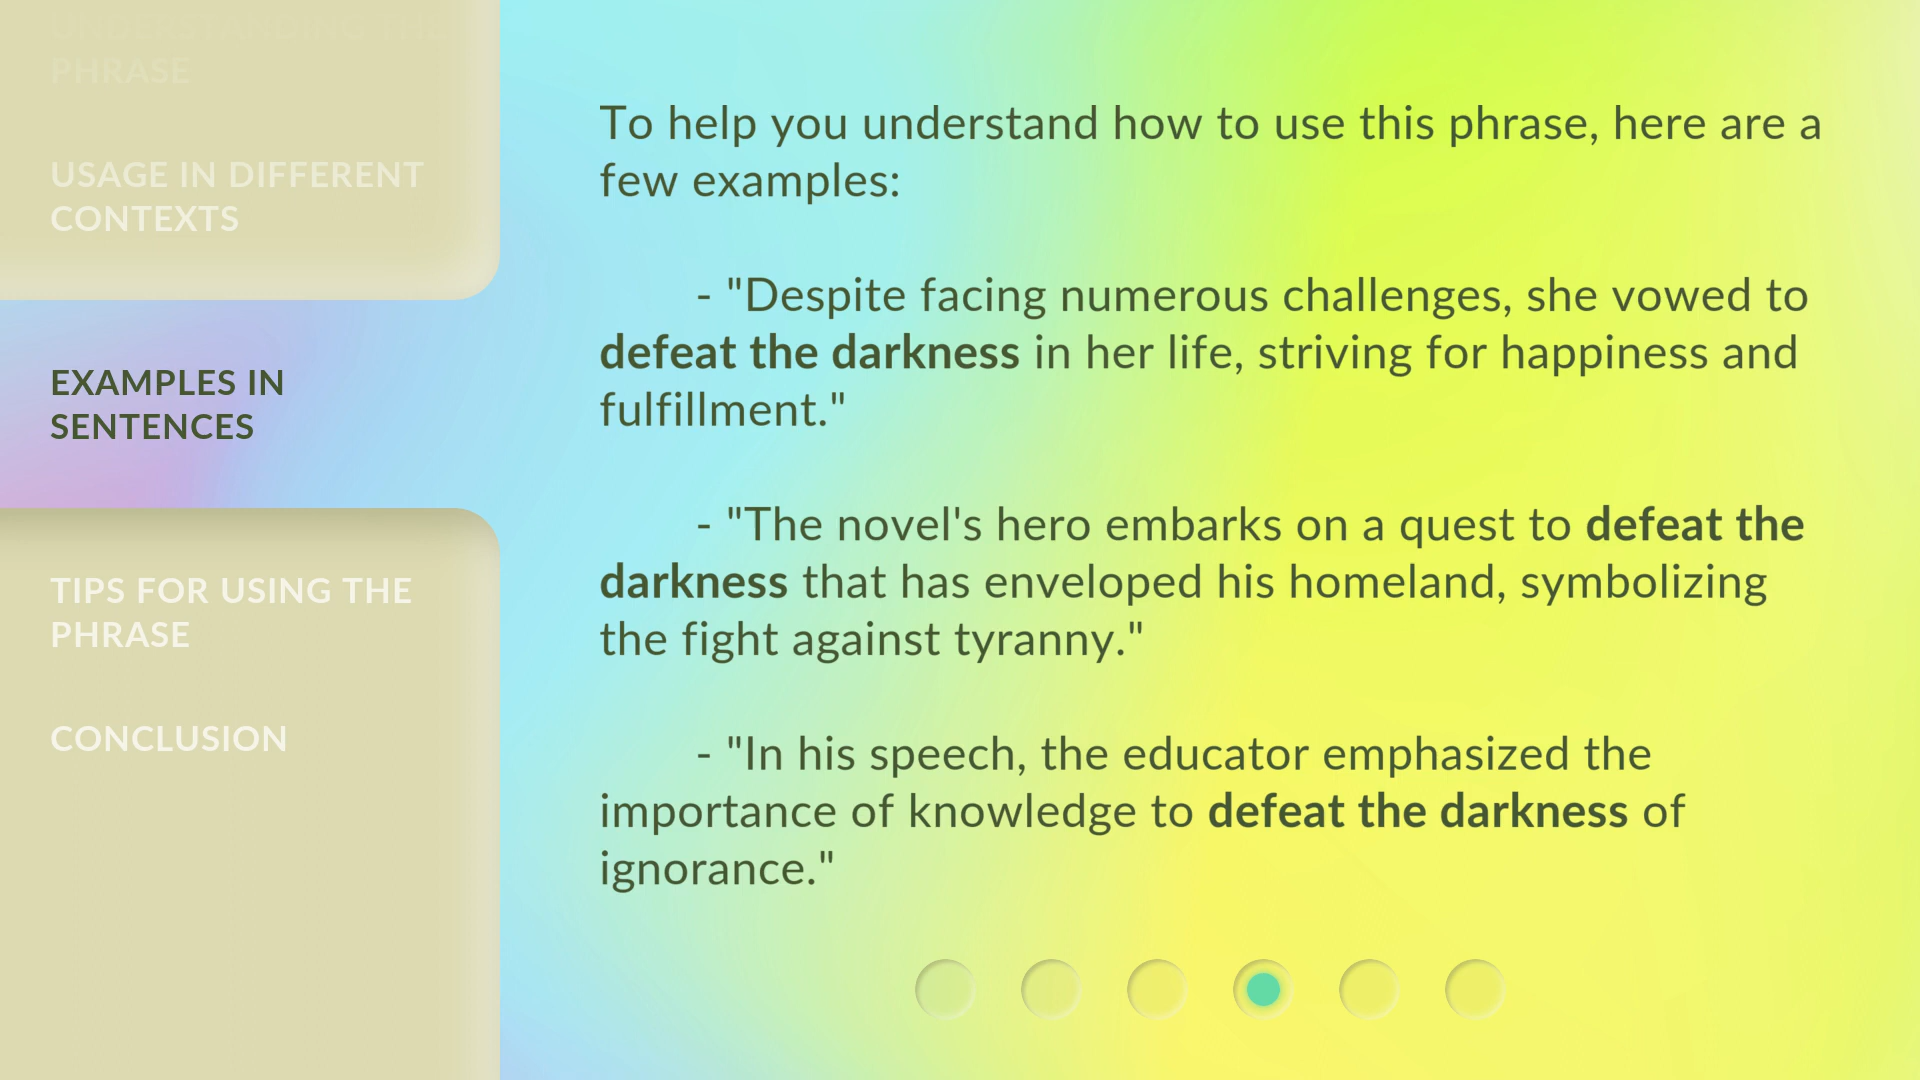 UNDERSTANDING THE
PHRASE
USAGE IN DIFFERENT
CONTEXTS
EXAMPLES IN
SENTENCES
TIPS FOR USING THE
PHRASE
CONCLUSION
To help you understand how to use this phrase, here are a
few examples:
- "Despite facing numerous challenges, she vowed to
defeat the darkness in her life, striving for happiness and
fulfillment."
- "The novel's hero embarks on a quest to defeat the
darkness that has enveloped his homeland, symbolizing
the fight against tyranny."
- "In his speech, the educator emphasized the
importance of knowledge to defeat the darkness of
ignorance."